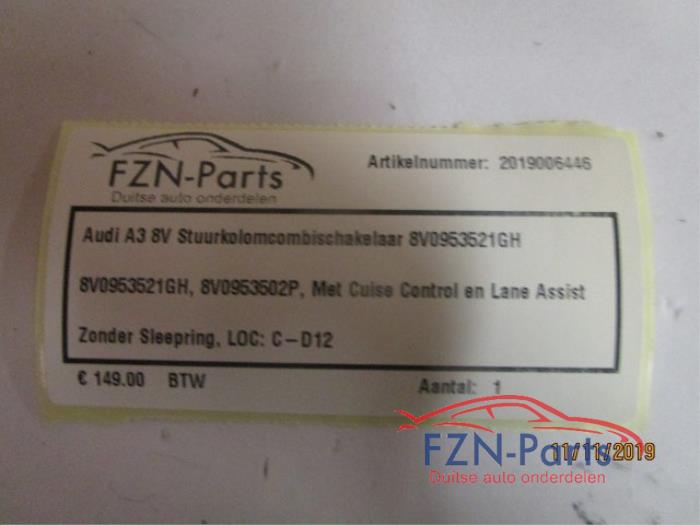 FZN-Parts
Duitse auto onderdelen
Artikelnummer: 2019006446
Audi A3 8V Stuurkolomcombischakelaar 8V0953521GH
8V0953521GH, 8V0953502P, Met Cuise Control en Lane Assist
Zonder Sleepring, LOC: C-D12
€ 149.00 BTW
Aantal: 1
11/11/2019
FZN-Parts
Duitse auto onderdelen